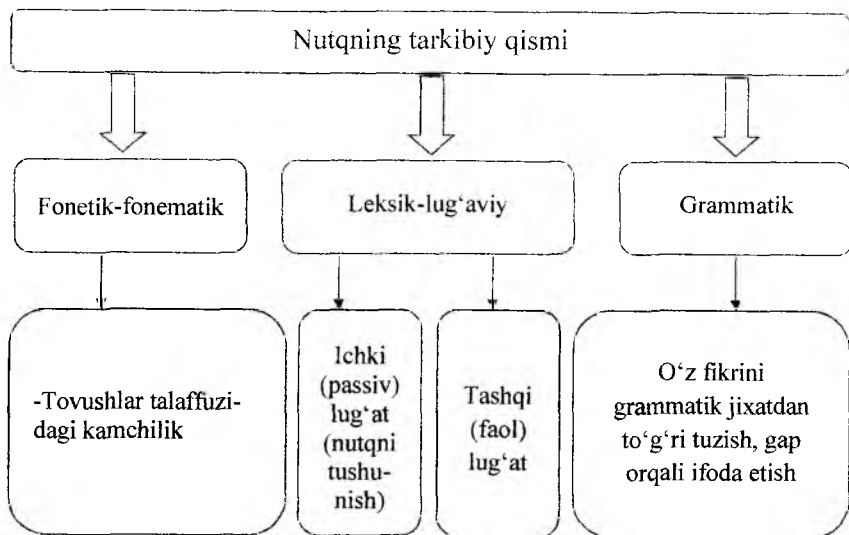 Nutqning tarkibiy qismi
Fonetik-fonematik
Leksik-lug‘aviy
Grammatik
-Tovushlar talaffuzi-
dagi kamchilik
Ichki
(passiv)
lug‘at
(nutqni
tushu-
nish)
Tashqi
(faol)
lug‘at
O‘z fikrini
grammatik jixatdan
to‘g‘ri tuzish, gap
orqali ifoda etish